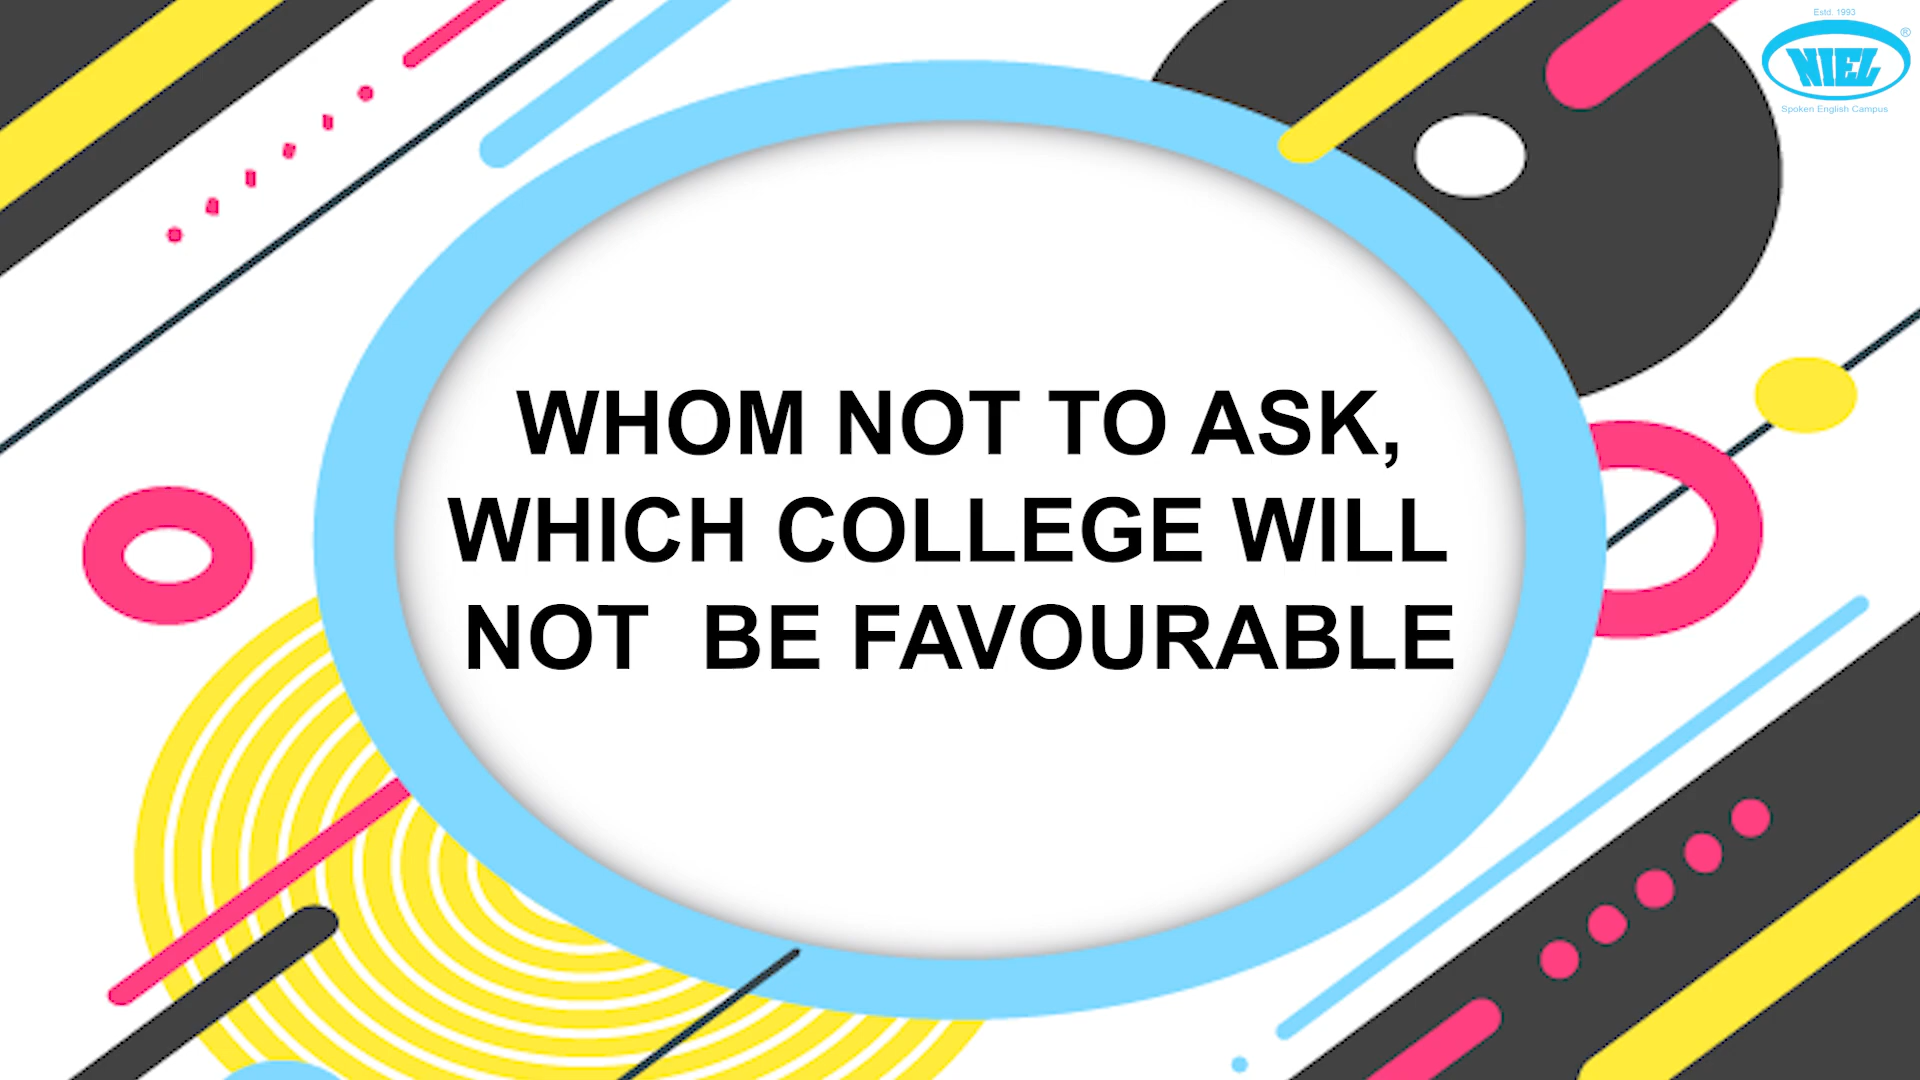 Estd. 1993
NIEL
®
Spoken English Campus
WHOM NOT TO ASK,
WHICH COLLEGE WILL
NOT  BE FAVOURABLE